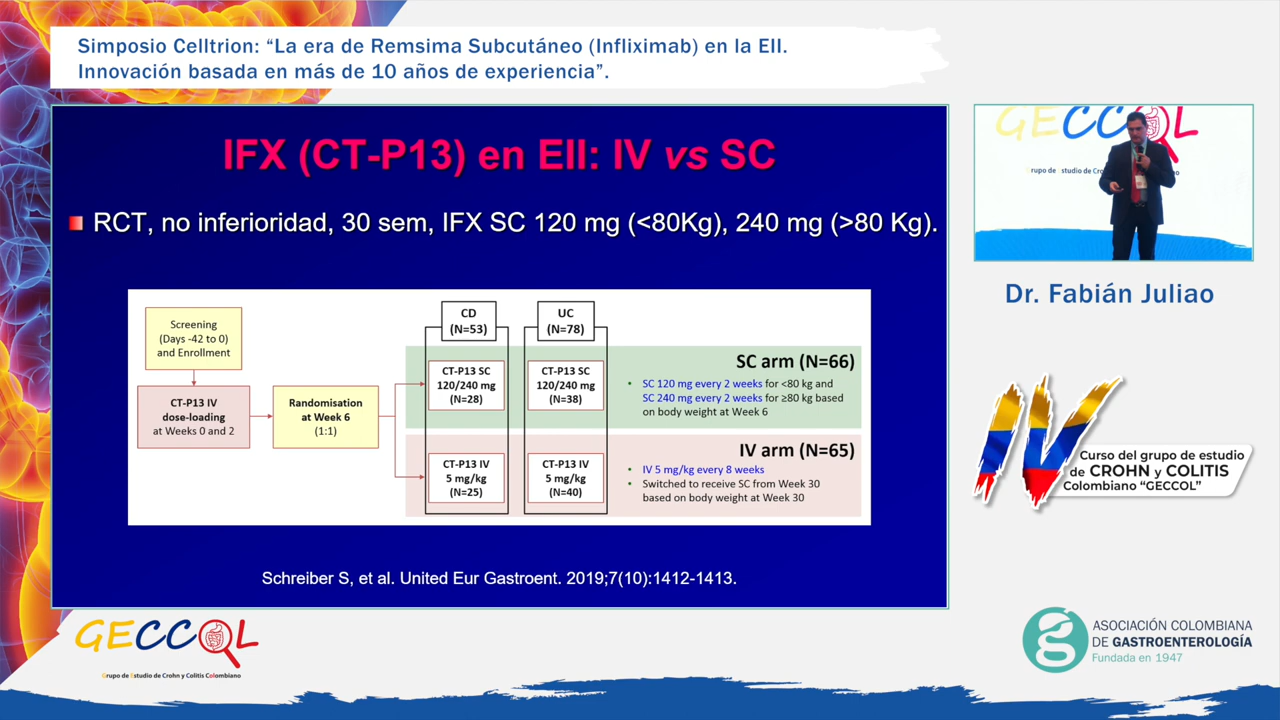 Simposio Celltrion: “La era de Remsima Subcutáneo (Infliximab) en la EII.
Innovación basada en más de 10 años de experiencia”.
IFX (CT-P13) en EII: IV vs SC
RCT, no inferioridad, 30 sem, IFX SC 120 mg (<80Kg), 240 mg (>80 Kg).
Screening
(Days -42 to 0)
and Enrollment
CT-P13 IV
dose-loading
at Weeks 0 and 2
Randomisation
at Week 6
(1:1)
CD
(N=53)
UC
(N=78)
CT-P13 SC
120/240 mg
(N=28)
CT-P13 SC
120/240 mg
(N=38)
SC arm (N=66)
• SC 120 mg every 2 weeks for <80 kg and
SC 240 mg every 2 weeks for ≥80 kg based
on body weight at Week 6
CT-P13 IV
5 mg/kg
(N=25)
CT-P13 IV
5 mg/kg
(N=40)
IV arm (N=65)
• IV 5 mg/kg every 8 weeks
• Switched to receive SC from Week 30
based on body weight at Week 30
Schreiber S, et al. United Eur Gastroent. 2019;7(10):1412-1413.
GECCOL
Grupo de Estudio de Crohn y Colitis Colombiano
GECCOL
Dr. Fabián Juliao
IV
Curso del grupo de estudio
de CROHN y COLITIS
Colombiano “GECCOL”
ASOCIACIÓN COLOMBIANA
DE GASTROENTEROLOGÍA
Fundada en 1947